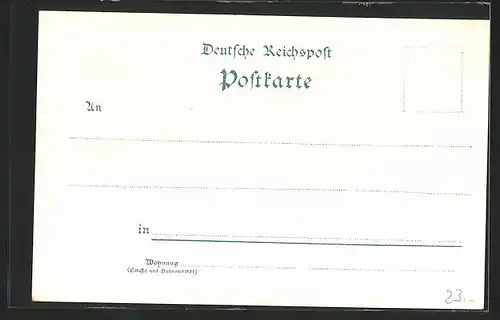 Deutsche Reichspost
Postkarte
An
in
Wohnung
(Straße und Hausnummer)
23.-